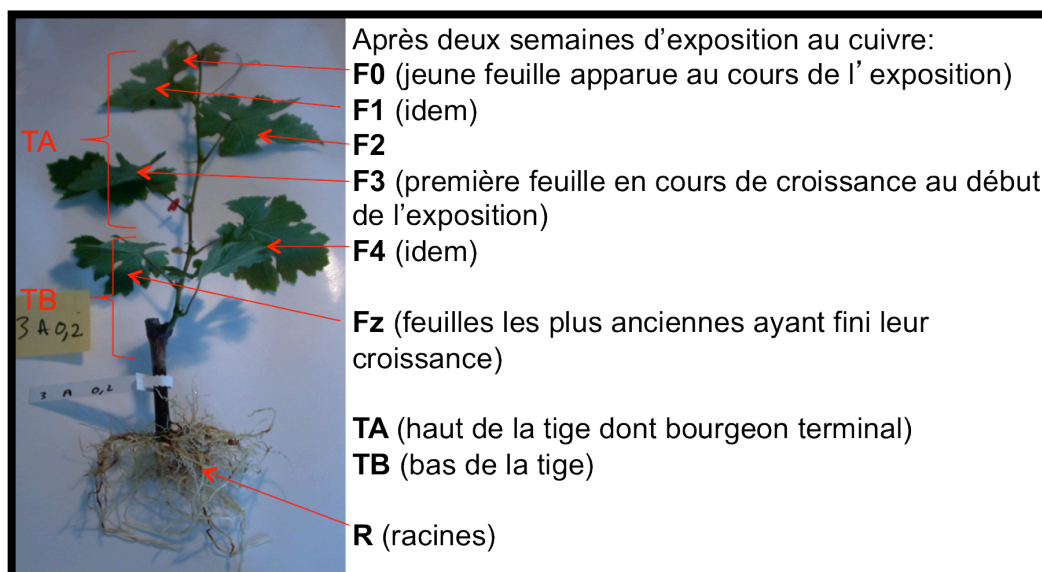 Après deux semaines d'exposition au cuivre:
F0 (jeune feuille apparue au cours de l'exposition)
F1 (idem)
F2
F3 (première feuille en cours de croissance au début
de l'exposition)
F4 (idem)
Fz (feuilles les plus anciennes ayant fini leur
croissance)
TA (haut de la tige dont bourgeon terminal)
TB (bas de la tige)
R (racines)
TA
TB
3 A 0,2
3 A 0,2